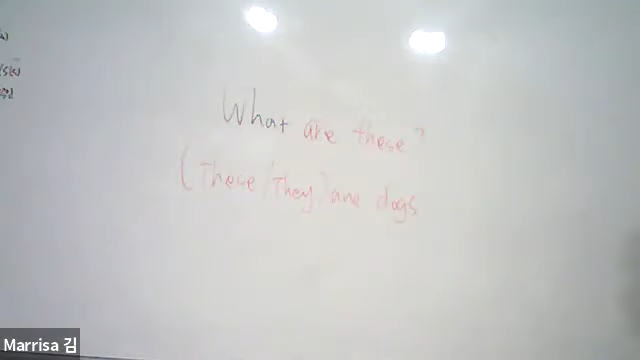 What are these?
(These/They) are dogs
Marrisa 김